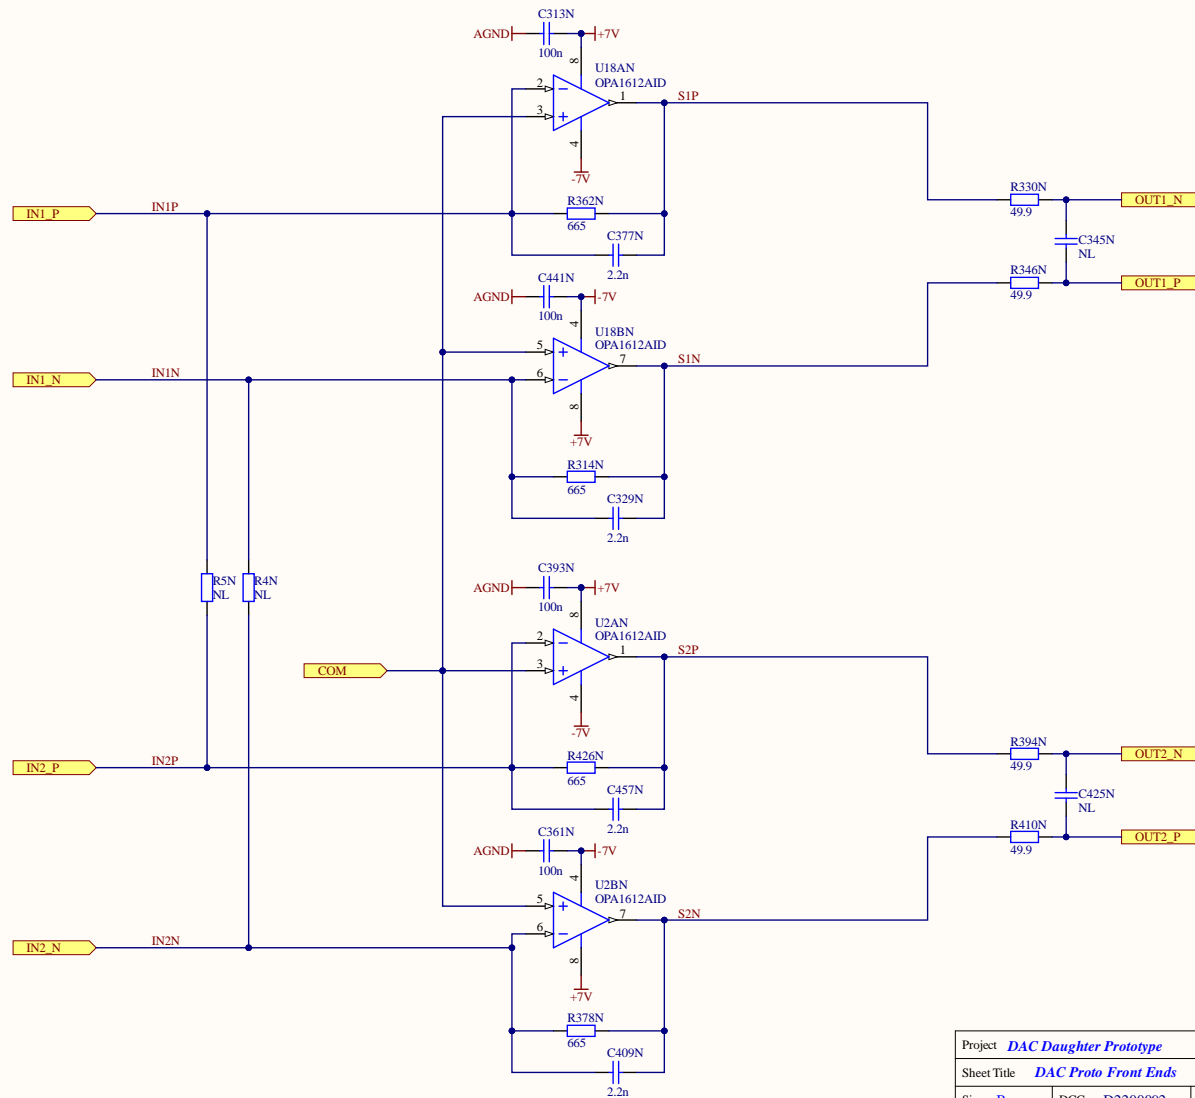 C313N
AGND
+7V
100n
8
U18AN
OPA1612AID
2
1
S1P
3
4
-7V
R330N
49.9
OUT1_N
IN1_P
IN1P
R362N
665
C377N
2.2n
C345N
NL
C441N
AGND
-7V
100n
R346N
49.9
OUT1_P
4
U18BN
OPA1612AID
5
7
S1N
6
IN1_N
IN1N
8
+7V
R314N
665
C329N
2.2n
C393N
AGND
+7V
100n
R5N
NL
R4N
NL
8
U2AN
OPA1612AID
2
1
S2P
3
COM
4
-7V
R394N
49.9
OUT2_N
IN2_P
IN2P
R426N
665
C457N
2.2n
C425N
NL
C361N
AGND
-7V
100n
R410N
49.9
OUT2_P
4
U2BN
OPA1612AID
5
7
S2N
6
IN2_N
IN2N
8
+7V
R378N
665
C409N
2.2n
Project DAC Daughter Prototype
Sheet Title DAC Proto Front Ends